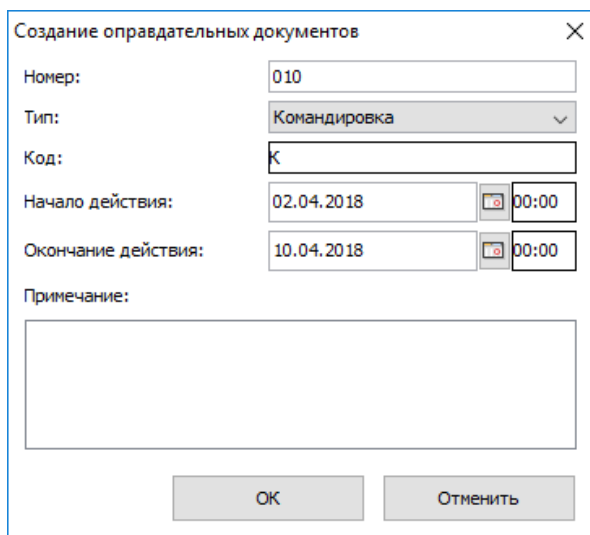 Создание оправдательных документов
Номер: 010
Тип: Командировка
Код: К
Начало действия: 02.04.2018 00:00
Окончание действия: 10.04.2018 00:00
Примечание:
ОК Отменить